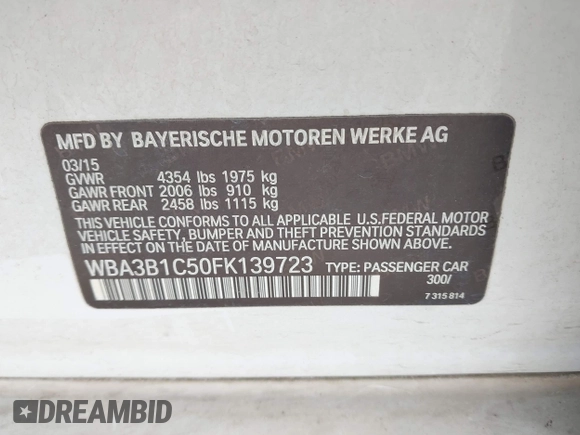 MFD BY BAYERISCHE MOTOREN WERKE AG
03/15
GVWR 4354 lbs 1975 kg
GAWR FRONT 2006 lbs 910 kg
GAWR REAR 2458 lbs 1115 kg
THIS VEHICLE CONFORMS TO ALL APPLICABLE U.S.FEDERAL MOTOR
VEHICLE SAFETY, BUMPER AND THEFT PREVENTION STANDARDS
IN EFFECT ON THE DATE OF MANUFACTURE SHOWN ABOVE.
WBA3B1C50FK139723 TYPE: PASSENGER CAR
300/
7 315 814
DREAMBID